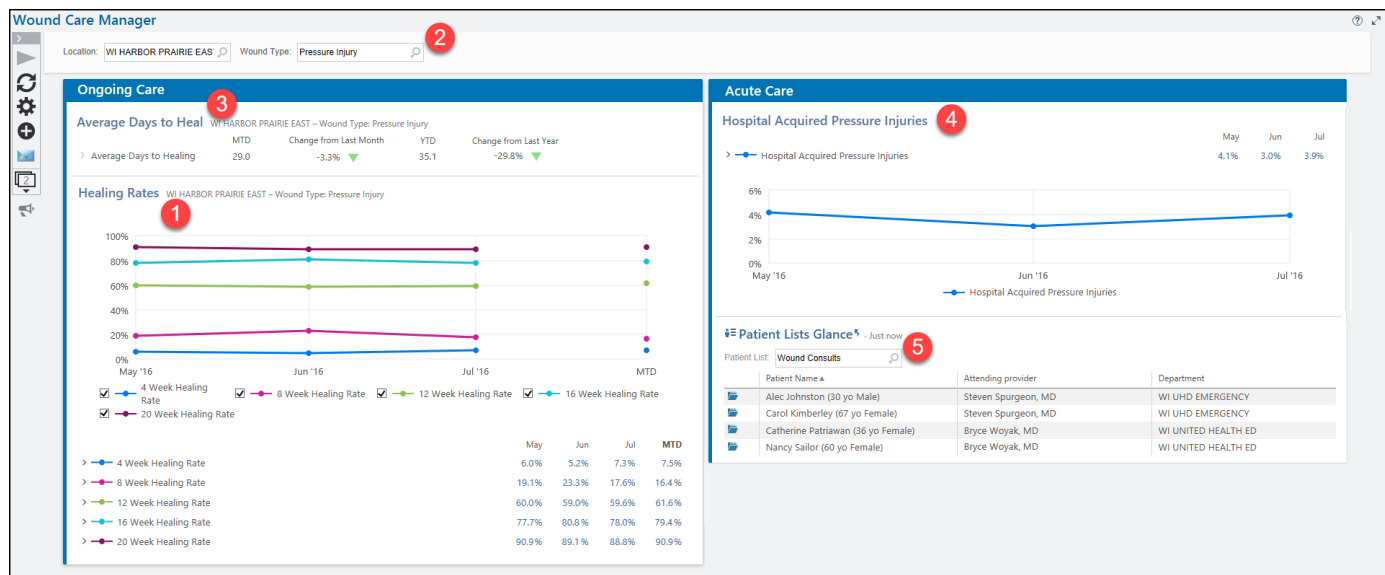 Wound Care Manager
Location: WI HARBOR PRAIRIE EAS Wound Type: Pressure Injury
2
Ongoing Care
3
Average Days to Heal WI HARBOR PRAIRIE EAST – Wound Type: Pressure Injury
MTD Change from Last Month YTD Change from Last Year
Average Days to Healing 29.0 -3.3% 35.1 -29.8%
Healing Rates WI HARBOR PRAIRIE EAST – Wound Type: Pressure Injury
1
100%
80%
60%
40%
20%
0%
May '16 Jun '16 Jul '16 MTD
4 Week Healing Rate 8 Week Healing Rate 12 Week Healing Rate 16 Week Healing Rate
20 Week Healing Rate
May Jun Jul MTD
4 Week Healing Rate 6.0% 5.2% 7.3% 7.5%
8 Week Healing Rate 19.1% 23.3% 17.6% 16.4%
12 Week Healing Rate 60.0% 59.0% 59.6% 61.6%
16 Week Healing Rate 77.7% 80.8% 78.0% 79.4%
20 Week Healing Rate 90.9% 89.1% 88.8% 90.9%
Acute Care
Hospital Acquired Pressure Injuries 4
May Jun Jul
Hospital Acquired Pressure Injuries 4.1% 3.0% 3.9%
6%
4%
2%
0%
May '16 Jun '16 Jul '16
Hospital Acquired Pressure Injuries
Patient Lists Glance - Just now
5
Patient List: Wound Consults
Patient Name Attending provider Department
Alec Johnston (30 yo Male) Steven Spurgeon, MD WI UHD EMERGENCY
Carol Kimberley (67 yo Female) Steven Spurgeon, MD WI UHD EMERGENCY
Catherine Patriawan (36 yo Female) Bryce Woyak, MD WI UNITED HEALTH ED
Nancy Sailor (60 yo Female) Bryce Woyak, MD WI UNITED HEALTH ED
2